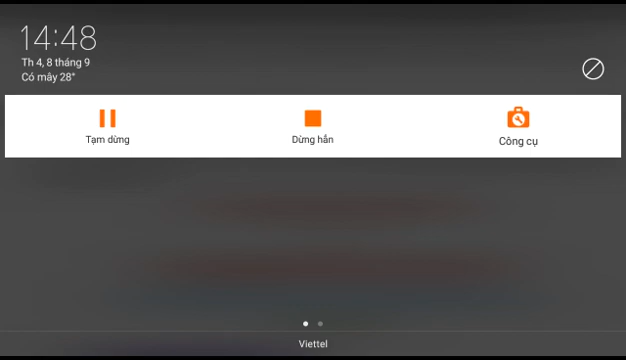 14:48
Th 4, 8 tháng 9
Có mây 28°
Tạm dừng
Dừng hẳn
Công cụ
Viettel